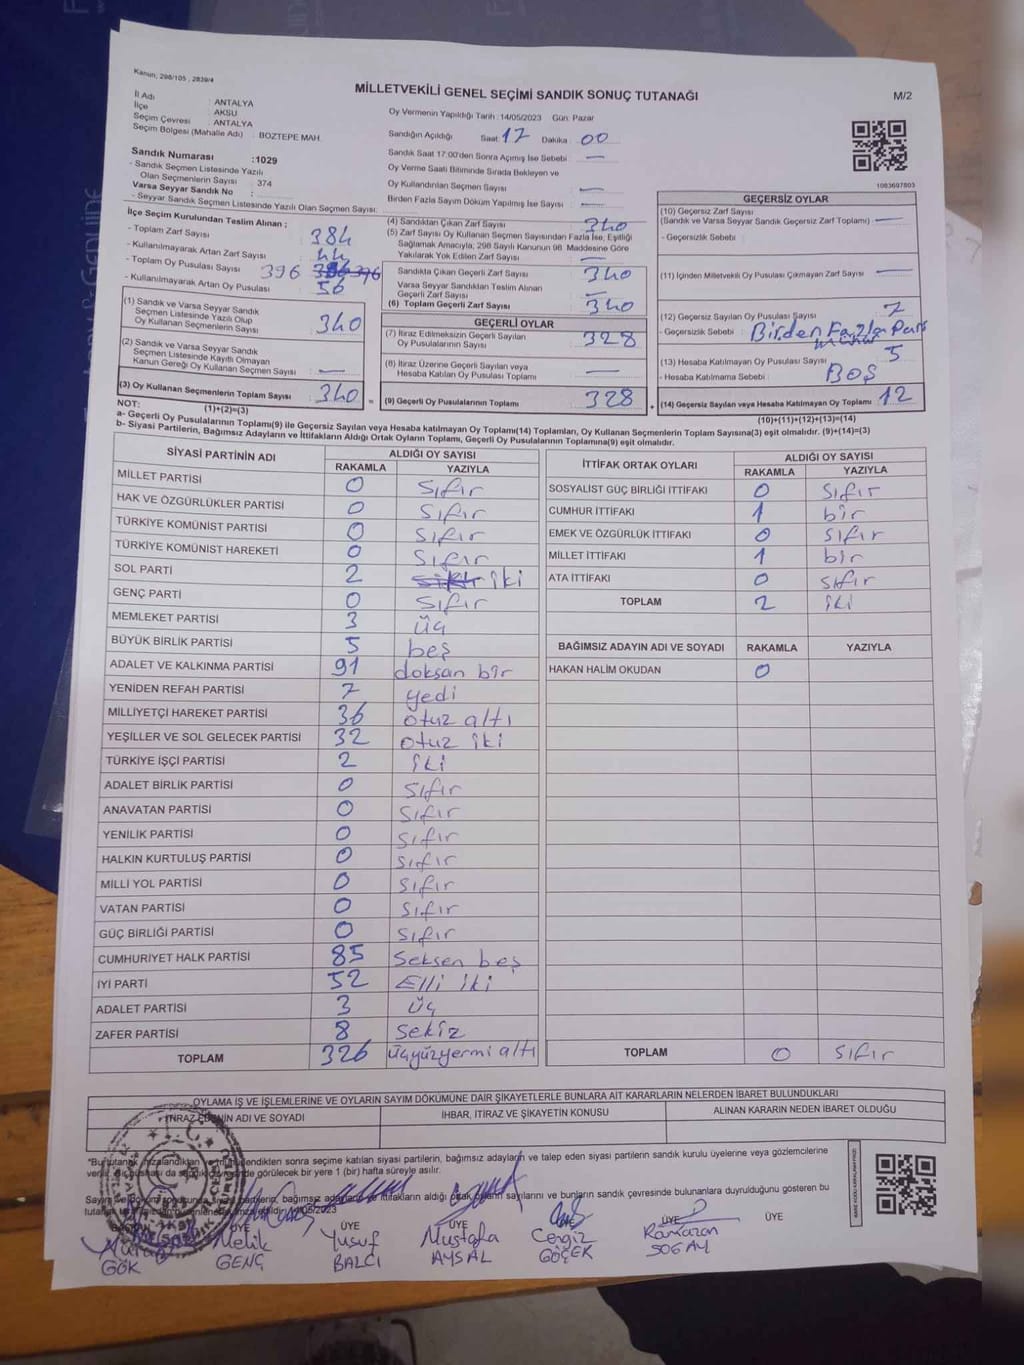 Kanun, 298/105 , 2839/4
MİLLETVEKİLİ GENEL SEÇİMİ SANDIK SONUÇ TUTANAĞI
M/2
İl Adı : ANTALYA
İlçe : AKSU
Seçim Çevresi : ANTALYA
Seçim Bölgesi (Mahalle Adı) : BOZTEPE MAH.
Oy Vermenin Yapıldığı Tarih : 14/05/2023 Gün: Pazar
Sandığın Açıldığı Saat 17 Dakika 00
Sandık Saat 17:00'den Sonra Açımış İse Sebebi —
Oy Verme Saati Bitiminde Sırada Bekleyen ve
Oy Kullandırılan Seçmen Sayısı —
Birden Fazla Sayım Döküm Yapılmış İse Sayısı —
1083607803
Sandık Numarası :1029
- Sandık Seçmen Listesinde Yazılı
Olan Seçmenlerin Sayısı : 374
Varsa Seyyar Sandık No :
- Seyyar Sandık Seçmen Listesinde Yazılı Olan Seçmen Sayısı:
İlçe Seçim Kurulundan Teslim Alınan ;
- Toplam Zarf Sayısı 384
- Kullanılmayarak Artan Zarf Sayısı 44
- Toplam Oy Pusulası Sayısı 396
- Kullanılmayarak Artan Oy Pusulası 56
(1) Sandık ve Varsa Seyyar Sandık
Seçmen Listesinde Yazılı Olup
Oy Kullanan Seçmenlerin Sayısı 340
(2) Sandık ve Varsa Seyyar Sandık
Seçmen Listesinde Kayıtlı Olmayan
Kanun Gereği Oy Kullanan Seçmen Sayısı —
(3) Oy Kullanan Seçmenlerin Toplam Sayısı 340
(1)+(2)=(3)
(4) Sandıktan Çıkan Zarf Sayısı 340
(5) Zarf Sayısı Oy Kullanan Seçmen Sayısından Fazla İse, Eşitliği
Sağlamak Amacıyla, 298 Sayılı Kanunun 98. Maddesine Göre
Yakılarak Yok Edilen Zarf Sayısı —
Sandıkta Çıkan Geçerli Zarf Sayısı 340
Varsa Seyyar Sandıktan Teslim Alınan
Geçerli Zarf Sayısı —
(6) Toplam Geçerli Zarf Sayısı 340
GEÇERLİ OYLAR
(7) İtiraz Edilmeksizin Geçerli Sayılan
Oy Pusulalarının Sayısı 328
(8) İtiraz Üzerine Geçerli Sayılan veya
Hesaba Katılan Oy Pusulası Toplamı —
= (9) Geçerli Oy Pusulalarının Toplamı 328
GEÇERSİZ OYLAR
(10) Geçersiz Zarf Sayısı
(Sandık ve Varsa Seyyar Sandık Geçersiz Zarf Toplamı) —
- Geçersizlik Sebebi :
(11) İçinden Milletvekili Oy Pusulası Çıkmayan Zarf Sayısı —
(12) Geçersiz Sayılan Oy Pusulası Sayısı 7
- Geçersizlik Sebebi : Birden Fazla
(13) Hesaba Katılmayan Oy Pusulası Sayısı 5
- Hesaba Katılmama Sebebi : BOŞ
+ (14) Geçersiz Sayılan veya Hesaba Katılmayan Oy Toplamı 12
(10)+(11)+(12)+(13)=(14)
NOT:
a- Geçerli Oy Pusulalarının Toplamı(9) ile Geçersiz Sayılan veya Hesaba katılmayan Oy Toplamı(14) Toplamları, Oy Kullanan Seçmenlerin Toplam Sayısına(3) eşit olmalıdır. (9)+(14)=(3)
b- Siyasi Partilerin, Bağımsız Adayların ve İttifakların Aldığı Ortak Oyların Toplamı, Geçerli Oy Pusulalarının Toplamına(9) eşit olmalıdır.
SİYASİ PARTİNİN ADI ALDIĞI OY SAYISI
RAKAMLA YAZIYLA
MİLLET PARTİSİ 0 sıfır
HAK VE ÖZGÜRLÜKLER PARTİSİ 0 sıfır
TÜRKİYE KOMÜNİST PARTİSİ 0 sıfır
TÜRKİYE KOMÜNİST HAREKETİ 0 sıfır
SOL PARTİ 2 iki
GENÇ PARTİ 0 sıfır
MEMLEKET PARTİSİ 3 üç
BÜYÜK BİRLİK PARTİSİ 5 beş
ADALET VE KALKINMA PARTİSİ 91 doksan bir
YENİDEN REFAH PARTİSİ 7 yedi
MİLLİYETÇİ HAREKET PARTİSİ 36 otuz altı
YEŞİLLER VE SOL GELECEK PARTİSİ 32 otuz iki
TÜRKİYE İŞÇİ PARTİSİ 2 iki
ADALET BİRLİK PARTİSİ 0 sıfır
ANAVATAN PARTİSİ 0 sıfır
YENİLİK PARTİSİ 0 sıfır
HALKIN KURTULUŞ PARTİSİ 0 sıfır
MİLLİ YOL PARTİSİ 0 sıfır
VATAN PARTİSİ 0 sıfır
GÜÇ BİRLİĞİ PARTİSİ 0 sıfır
CUMHURİYET HALK PARTİSİ 85 seksen beş
İYİ PARTİ 52 Elli iki
ADALET PARTİSİ 3 üç
ZAFER PARTİSİ 8 sekiz
TOPLAM 326 üçyüzyermi altı
İTTİFAK ORTAK OYLARI ALDIĞI OY SAYISI
RAKAMLA YAZIYLA
SOSYALİST GÜÇ BİRLİĞİ İTTİFAKI 0 sıfır
CUMHUR İTTİFAKI 1 bir
EMEK VE ÖZGÜRLÜK İTTİFAKI 0 sıfır
MİLLET İTTİFAKI 1 bir
ATA İTTİFAKI 0 sıfır
TOPLAM 2 iki
BAĞIMSIZ ADAYIN ADI VE SOYADI RAKAMLA YAZIYLA
HAKAN HALİM OKUDAN 0
TOPLAM 0 sıfır
OYLAMA İŞ VE İŞLEMLERİNE VE OYLARIN SAYIM DÖKÜMÜNE DAİR ŞİKAYETLERLE BUNLARA AİT KARARLARIN NELERDEN İBARET BULUNDUKLARI
İTİRAZ EDENİN ADI VE SOYADI İHBAR, İTİRAZ VE ŞİKAYETİN KONUSU ALINAN KARARIN NEDEN İBARET OLDUĞU
*Bu tutanak imzalandıktan ve mühürlendikten sonra seçime katılan siyasi partilerin, bağımsız adayların ve talep eden siyasi partilerin sandık kurulu üyelerine veya gözlemcilerine
görülecek bir yere 1 (bir) hafta süreyle asılır.
Sayım ve döküm sonucunda, siyasi partilerin, bağımsız adayların ve ittifakların aldığı ortak oyların sayılarını ve bunların sandık çevresinde bulunanlara duyrulduğunu gösteren bu
14/05/2023
ÜYE ÜYE ÜYE ÜYE ÜYE ÜYE
Murat Melik Yusuf Mustafa Cengiz Ramazan
GÖK GENÇ BALCI AYSAL GÖÇEK SOGAY